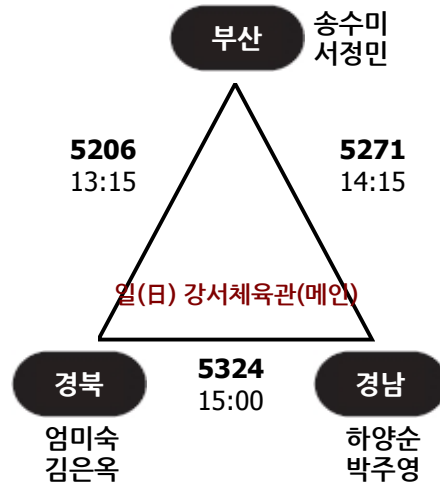 부산
송수미
서정민
5206
13:15
5271
14:15
일(日) 강서체육관(메인)
경북
5324
15:00
경남
엄미숙
김은옥
하양순
박주영